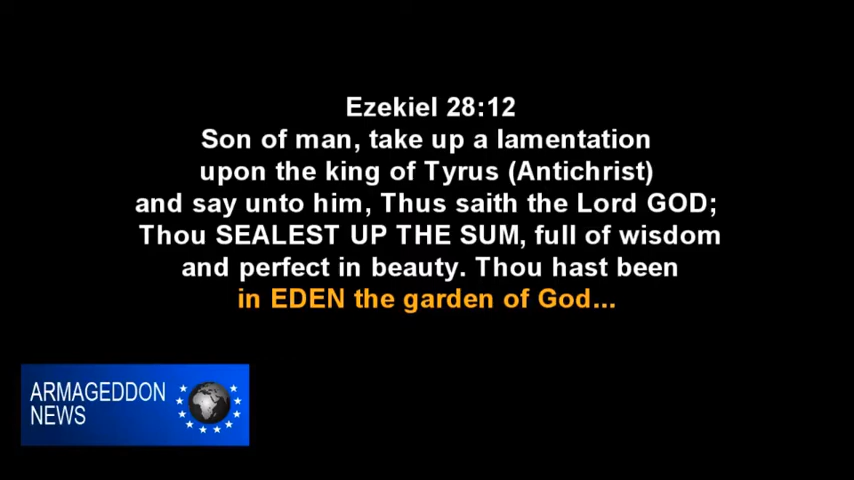 Ezekiel 28:12
Son of man, take up a lamentation
upon the king of Tyrus (Antichrist)
and say unto him, Thus saith the Lord GOD;
Thou SEALEST UP THE SUM, full of wisdom
and perfect in beauty. Thou hast been
in EDEN the garden of God...
ARMAGEDDON
NEWS